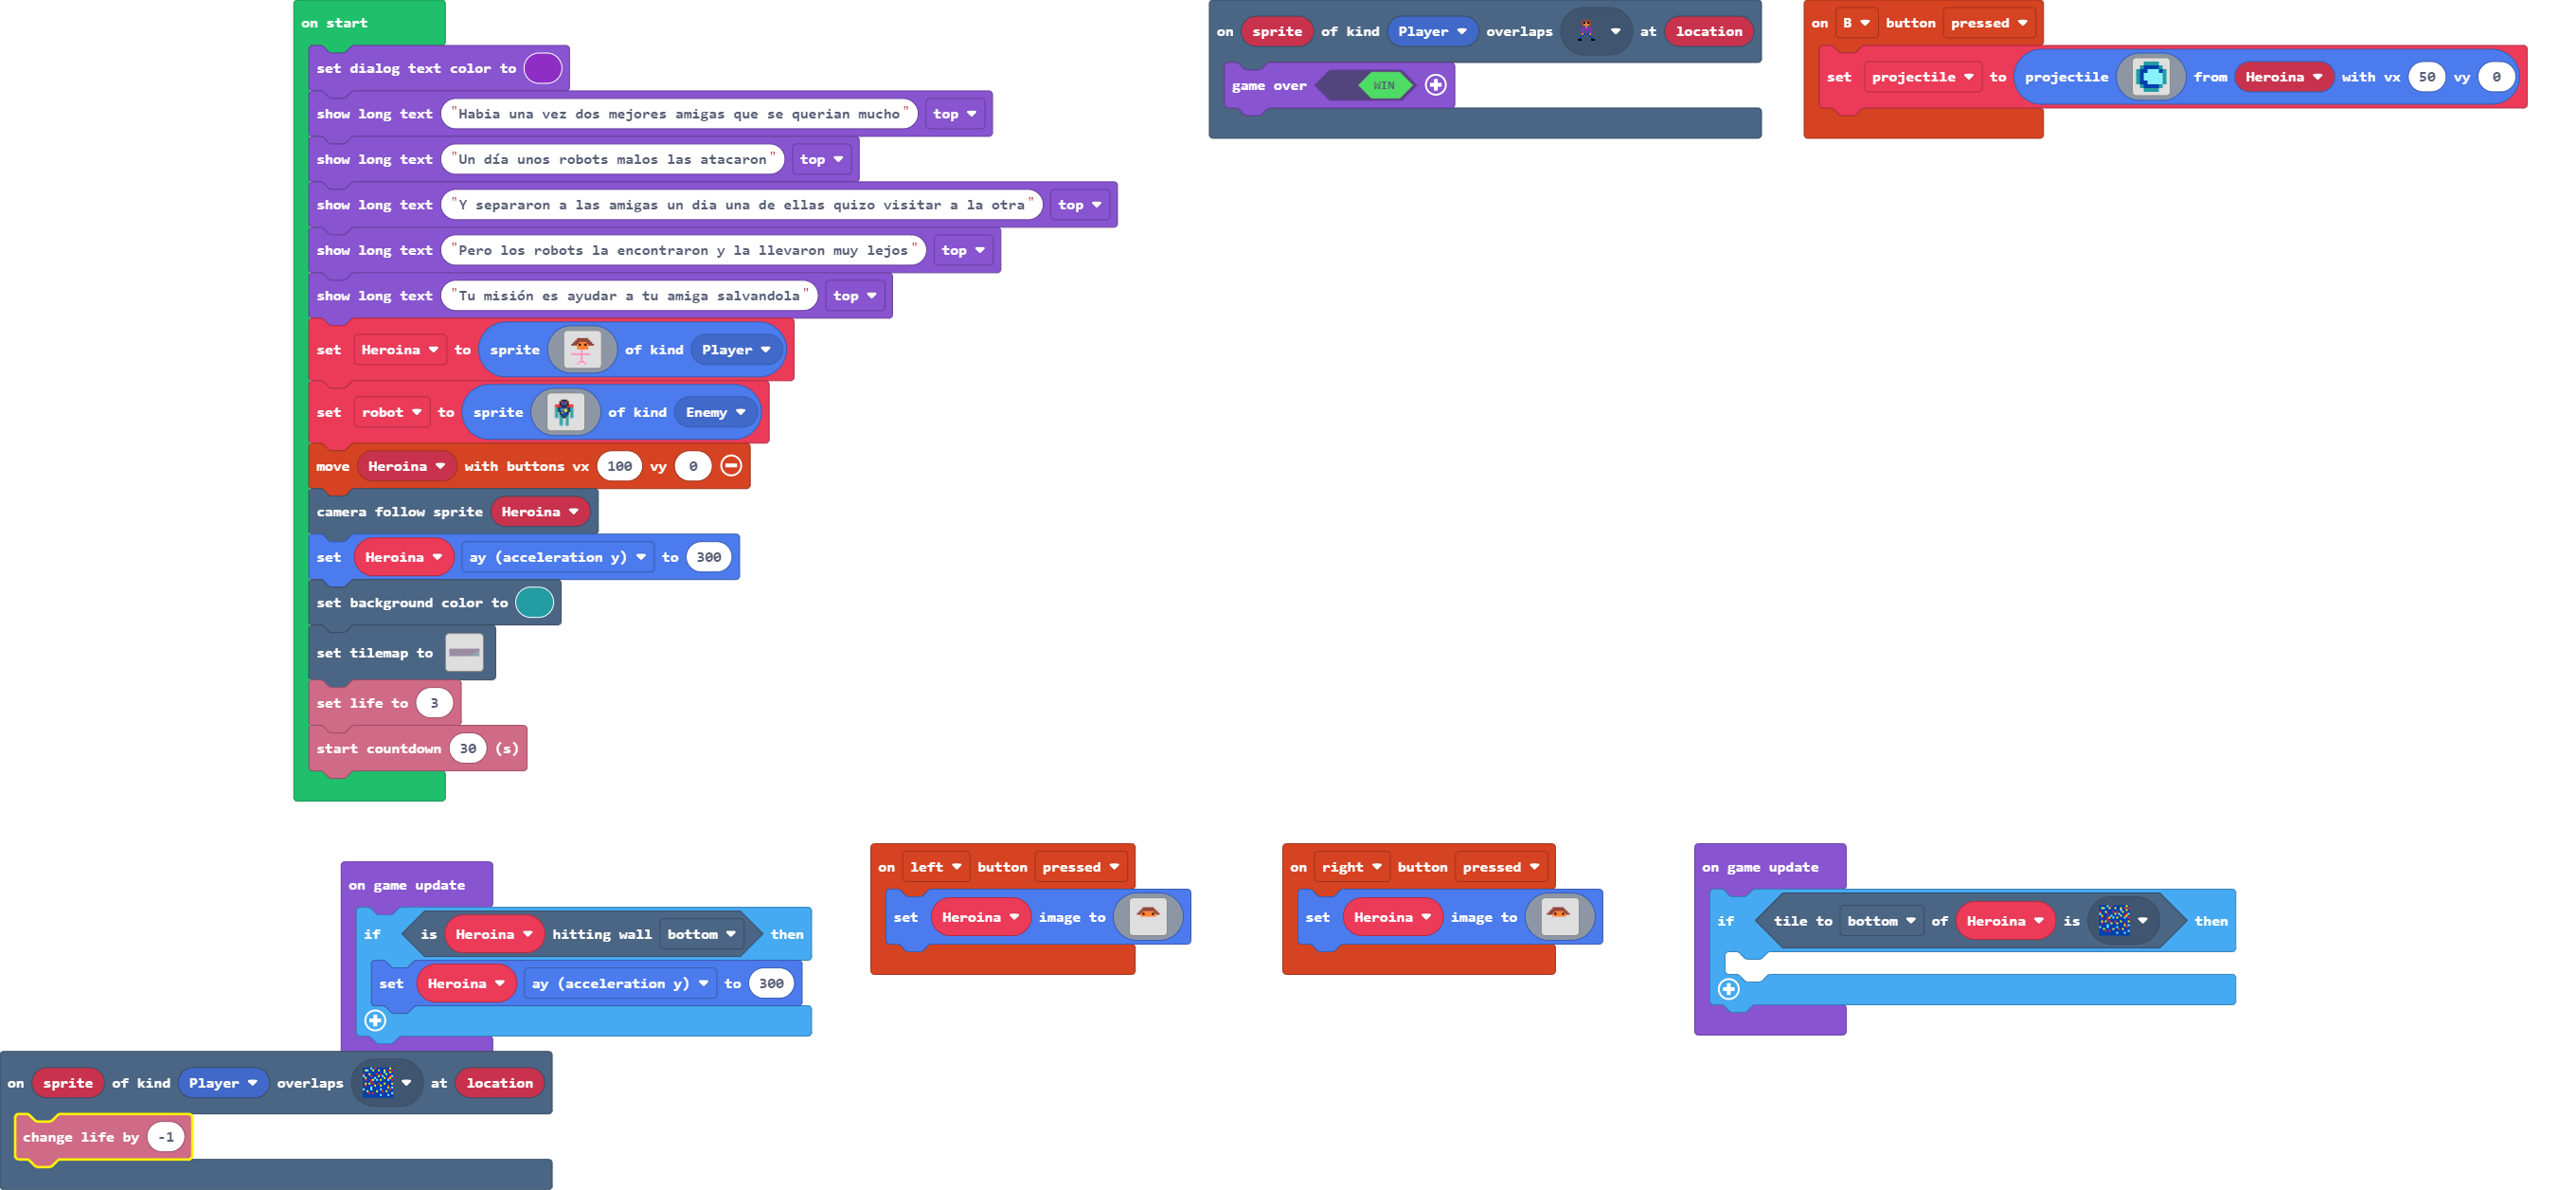 on start
set dialog text color to
show long text "Habia una vez dos mejores amigas que se querian mucho" top
show long text "Un día unos robots malos las atacaron" top
show long text "Y separaron a las amigas un dia una de ellas quizo visitar a la otra" top
show long text "Pero los robots la encontraron y la llevaron muy lejos" top
show long text "Tu misión es ayudar a tu amiga salvandola" top
set Heroina to sprite of kind Player
set robot to sprite of kind Enemy
move Heroina with buttons vx 100 vy 0
camera follow sprite Heroina
set Heroina ay (acceleration y) to 300
set background color to
set tilemap to
set life to 3
start countdown 30 (s)
on sprite of kind Player overlaps at location
game over WIN
on B button pressed
set projectile to projectile from Heroina with vx 50 vy 0
on game update
if is Heroina hitting wall bottom then
set Heroina ay (acceleration y) to 300
on left button pressed
set Heroina image to
on right button pressed
set Heroina image to
on game update
if tile to bottom of Heroina is then
on sprite of kind Player overlaps at location
change life by -1